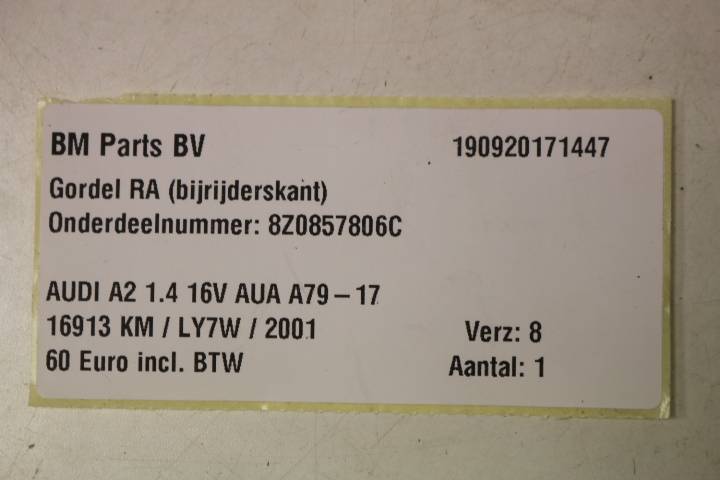 BM Parts BV 190920171447
Gordel RA (bijrijderskant)
Onderdeelnummer: 8Z0857806C
AUDI A2 1.4 16V AUA A79-17
16913 KM / LY7W / 2001 Verz: 8
60 Euro incl. BTW Aantal: 1